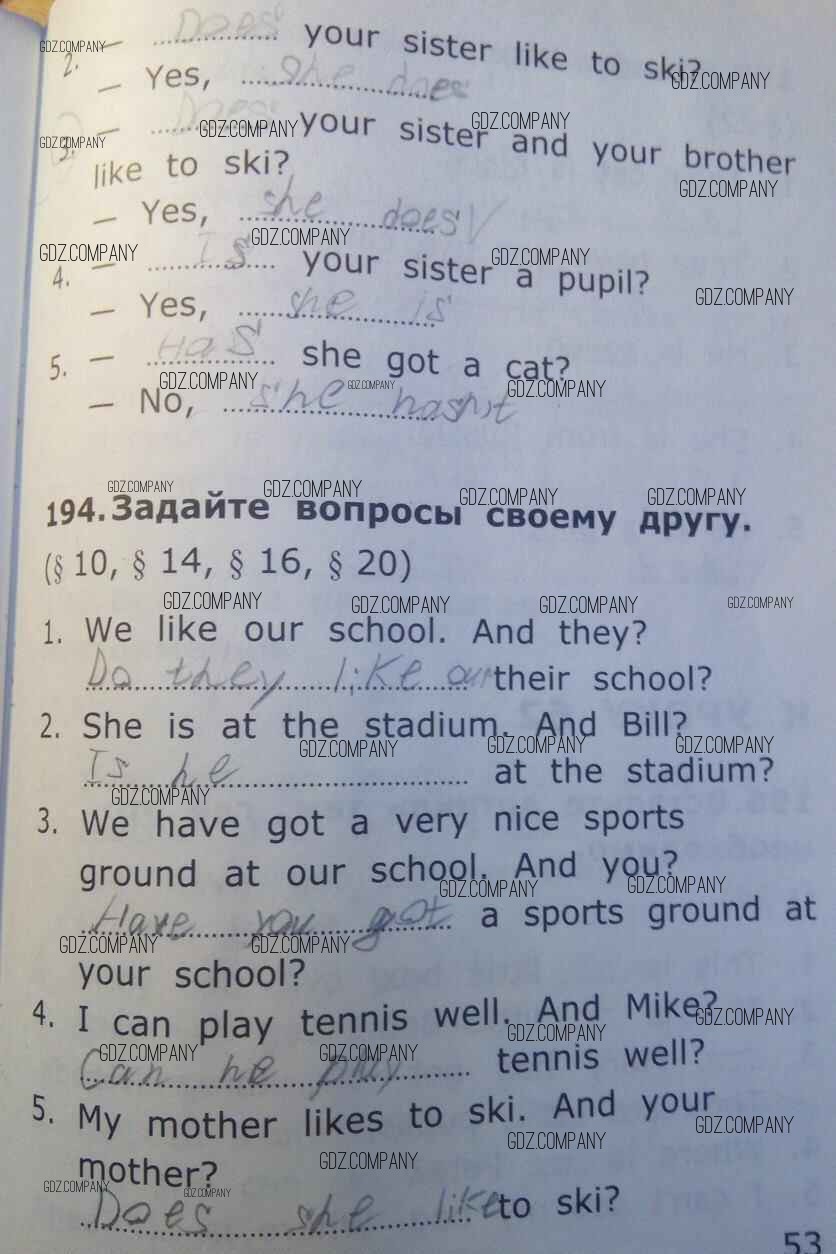 2. — Does your sister like to ski?
— Yes, she does
3. — Does your sister and your brother
like to ski?
— Yes, she does
4. — Is your sister a pupil?
— Yes, she is
5. — Has she got a cat?
— No, she hasn't
194. Задайте вопросы своему другу.
(§ 10, § 14, § 16, § 20)
1. We like our school. And they?
Do they like our their school?
2. She is at the stadium. And Bill?
Is he at the stadium?
3. We have got a very nice sports
ground at our school. And you?
Have you got a sports ground at
your school?
4. I can play tennis well. And Mike?
Can he play tennis well?
5. My mother likes to ski. And your
mother?
Does she like to ski?
53
GDZ.COMPANY